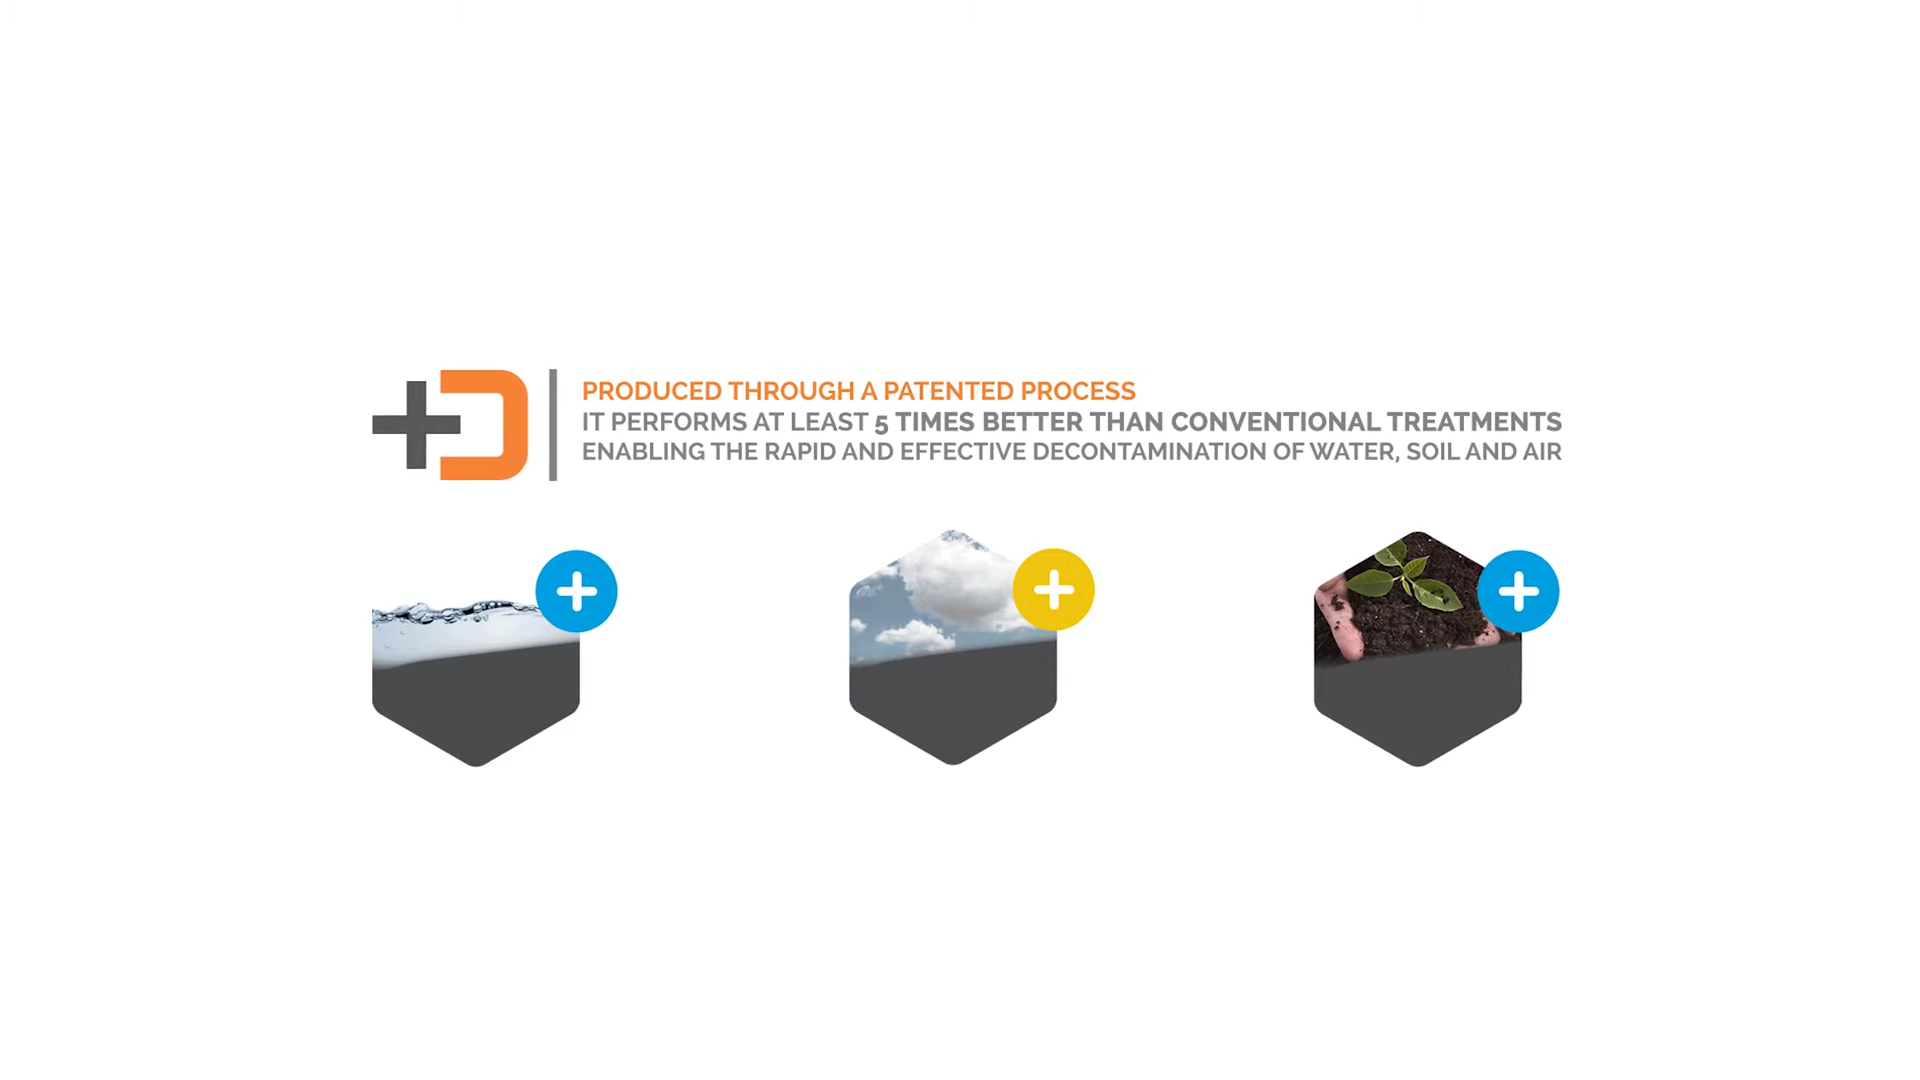 +D
PRODUCED THROUGH A PATENTED PROCESS
IT PERFORMS AT LEAST 5 TIMES BETTER THAN CONVENTIONAL TREATMENTS
ENABLING THE RAPID AND EFFECTIVE DECONTAMINATION OF WATER, SOIL AND AIR
+ + +